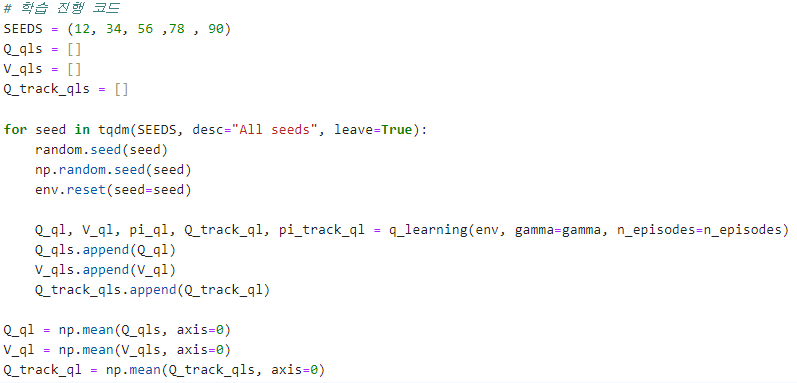 # 학습 진행 코드
SEEDS = (12, 34, 56 ,78 , 90)
Q_qls = []
V_qls = []
Q_track_qls = []

for seed in tqdm(SEEDS, desc="All seeds", leave=True):
    random.seed(seed)
    np.random.seed(seed)
    env.reset(seed=seed)

    Q_ql, V_ql, pi_ql, Q_track_ql, pi_track_ql = q_learning(env, gamma=gamma, n_episodes=n_episodes)
    Q_qls.append(Q_ql)
    V_qls.append(V_ql)
    Q_track_qls.append(Q_track_ql)

Q_ql = np.mean(Q_qls, axis=0)
V_ql = np.mean(V_qls, axis=0)
Q_track_ql = np.mean(Q_track_qls, axis=0)